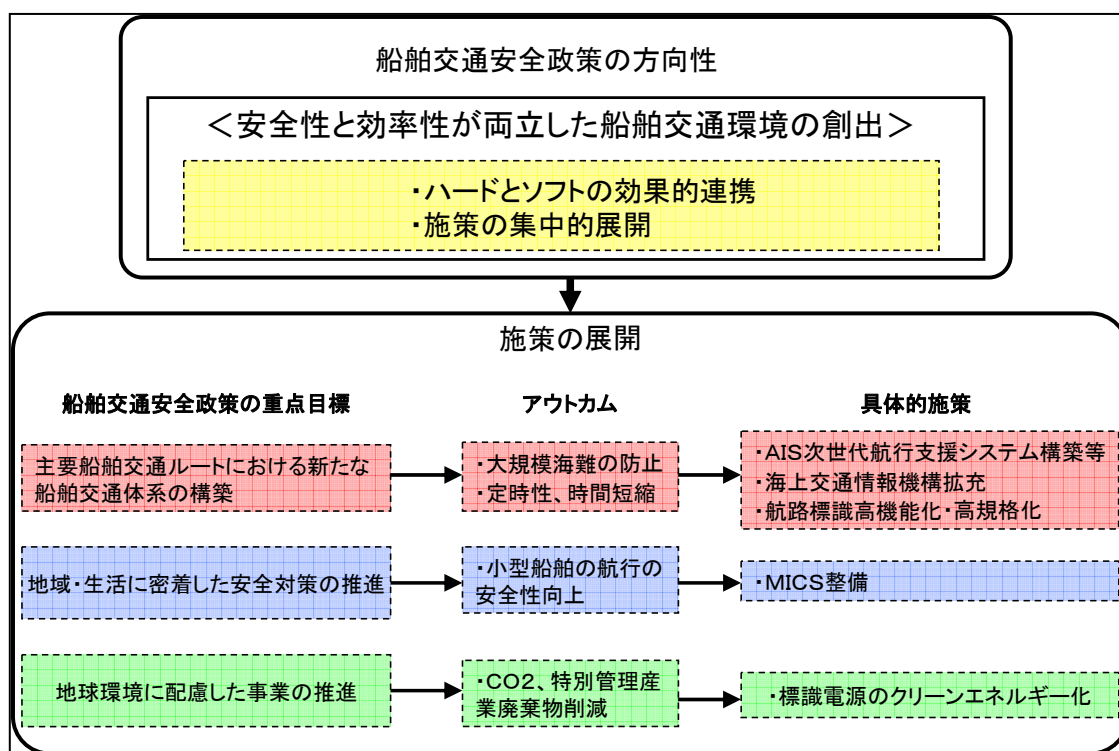 船舶交通安全政策の方向性
＜安全性と効率性が両立した船舶交通環境の創出＞
・ハードとソフトの効果的連携
・施策の集中的展開
施策の展開
船舶交通安全政策の重点目標
アウトカム
具体的施策
主要船舶交通ルートにおける新たな
船舶交通体系の構築
・大規模海難の防止
・定時性、時間短縮
・AIS次世代航行支援システム構築等
・海上交通情報機構拡充
・航路標識高機能化・高規格化
地域・生活に密着した安全対策の推進
・小型船舶の航行の
安全性向上
・MICS整備
地球環境に配慮した事業の推進
・CO2、特別管理産
業廃棄物削減
・標識電源のクリーンエネルギー化